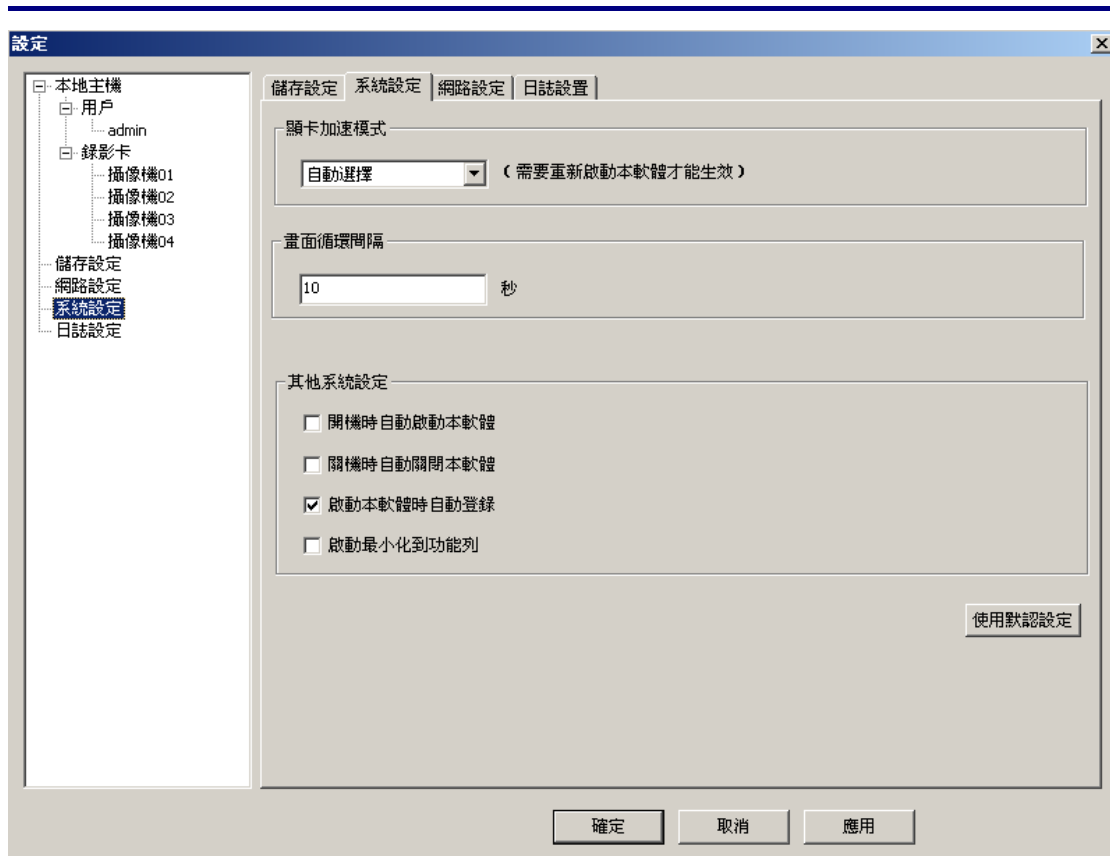 設定
本地主機
用戶
admin
錄影卡
攝像機01
攝像機02
攝像機03
攝像機04
儲存設定
網路設定
系統設定
日誌設定
儲存設定 系統設定 網路設定 日誌設置
顯卡加速模式
自動選擇 (需要重新啟動本軟體才能生效)
畫面循環間隔
10 秒
其他系統設定
開機時自動啟動本軟體
關機時自動關閉本軟體
啟動本軟體時自動登錄
啟動最小化到功能列
使用默認設定
確定 取消 應用